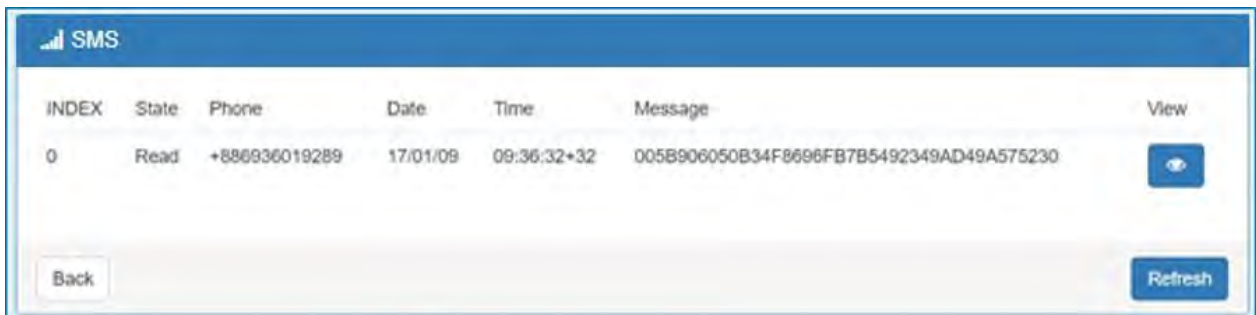 SMS
INDEX State Phone Date Time Message View
0 Read +886936019289 17/01/09 09:36:32+32 005B906050B34F8696FB7B5492349AD49A575230
Back Refresh